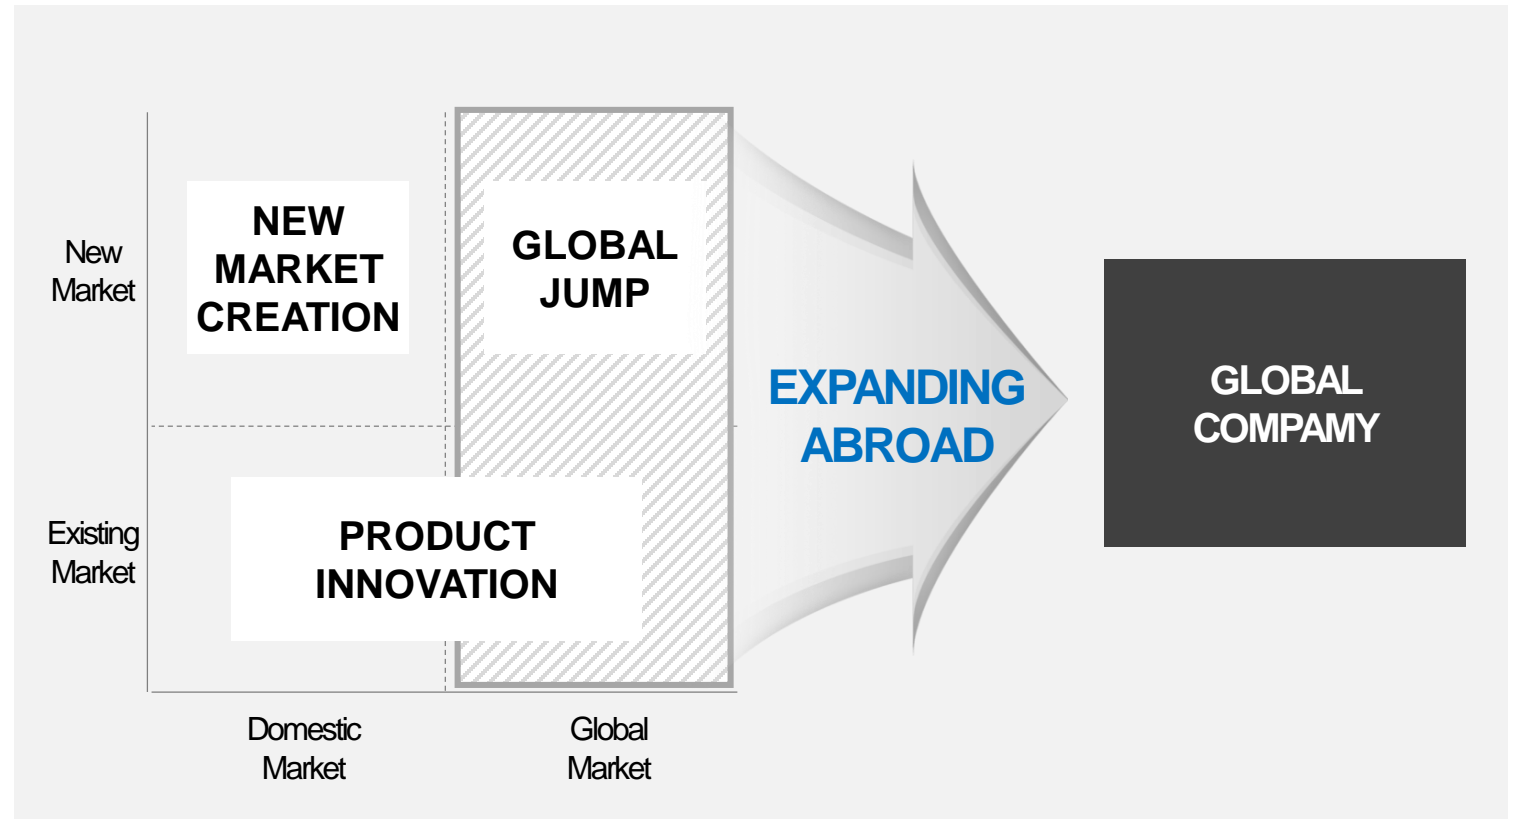 NEW
MARKET
CREATION
GLOBAL
JUMP
New
Market
EXPANDING
ABROAD
GLOBAL
COMPAMY
PRODUCT
INNOVATION
Existing
Market
Domestic
Market
Global
Market